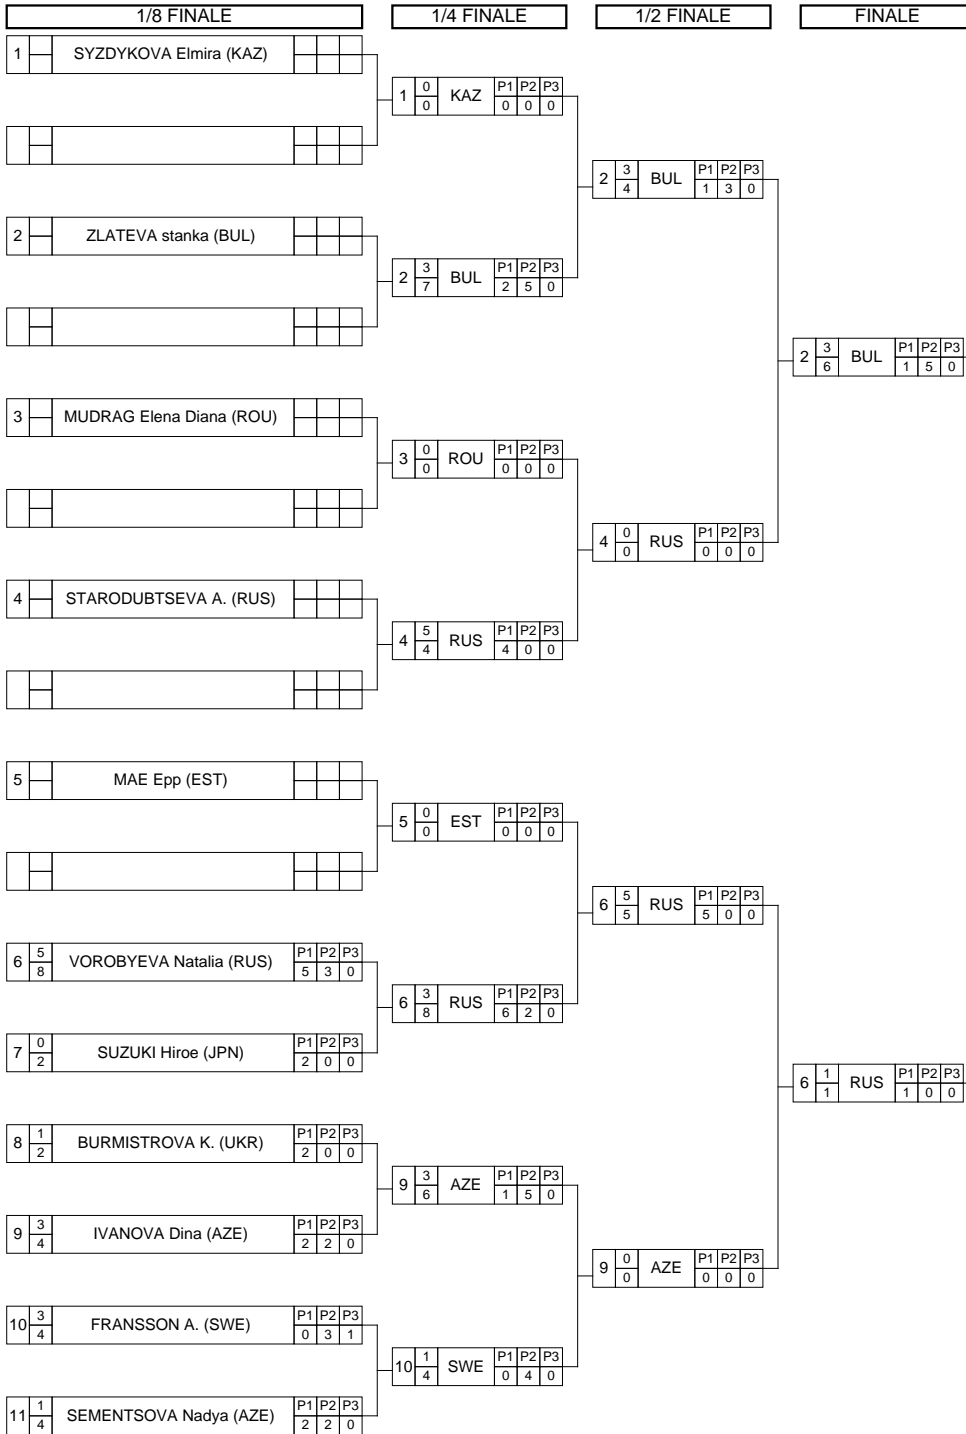 1/8 FINALE 1/4 FINALE 1/2 FINALE FINALE
1 SYZDYKOVA Elmira (KAZ)
1 0 0 KAZ P1 P2 P3 0 0 0
2 3 4 BUL P1 P2 P3 1 3 0
2 ZLATEVA stanka (BUL)
2 3 7 BUL P1 P2 P3 2 5 0
2 3 6 BUL P1 P2 P3 1 5 0
3 MUDRAG Elena Diana (ROU)
3 0 0 ROU P1 P2 P3 0 0 0
4 0 0 RUS P1 P2 P3 0 0 0
4 STARODUBTSEVA A. (RUS)
4 5 4 RUS P1 P2 P3 4 0 0
5 MAE Epp (EST)
5 0 0 EST P1 P2 P3 0 0 0
6 5 5 RUS P1 P2 P3 5 0 0
6 5 8 VOROBYEVA Natalia (RUS) P1 P2 P3 5 3 0
6 3 8 RUS P1 P2 P3 6 2 0
7 0 2 SUZUKI Hiroe (JPN) P1 P2 P3 2 0 0
6 1 1 RUS P1 P2 P3 1 0 0
8 1 2 BURMISTROVA K. (UKR) P1 P2 P3 2 0 0
9 3 6 AZE P1 P2 P3 1 5 0
9 3 4 IVANOVA Dina (AZE) P1 P2 P3 2 2 0
9 0 0 AZE P1 P2 P3 0 0 0
10 3 4 FRANSSON A. (SWE) P1 P2 P3 0 3 1
10 1 4 SWE P1 P2 P3 0 4 0
11 1 4 SEMENTSOVA Nadya (AZE) P1 P2 P3 2 2 0